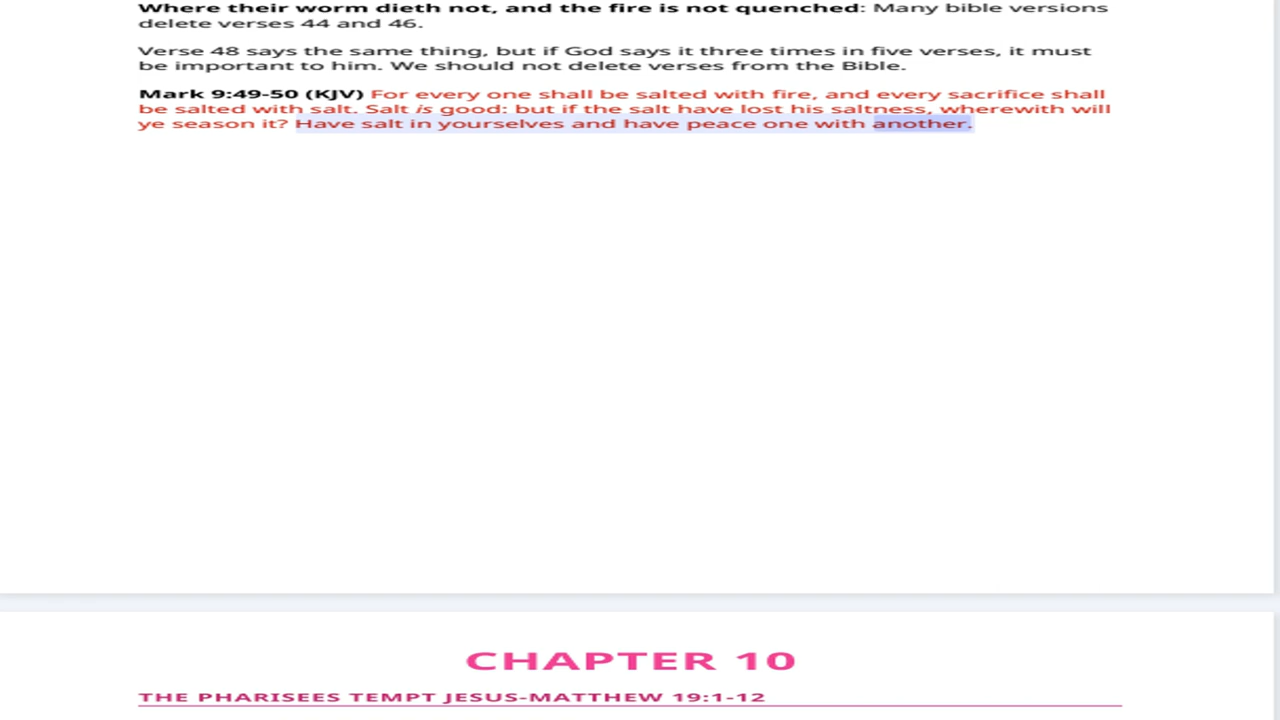 Where their worm dieth not, and the fire is not quenched: Many bible versions
delete verses 44 and 46.
Verse 48 says the same thing, but if God says it three times in five verses, it must
be important to him. We should not delete verses from the Bible.
Mark 9:49-50 (KJV) For every one shall be salted with fire, and every sacrifice shall
be salted with salt. Salt is good: but if the salt have lost his saltness, wherewith will
ye season it? Have salt in yourselves and have peace one with another.
CHAPTER 10
THE PHARISEES TEMPT JESUS-MATTHEW 19:1-12